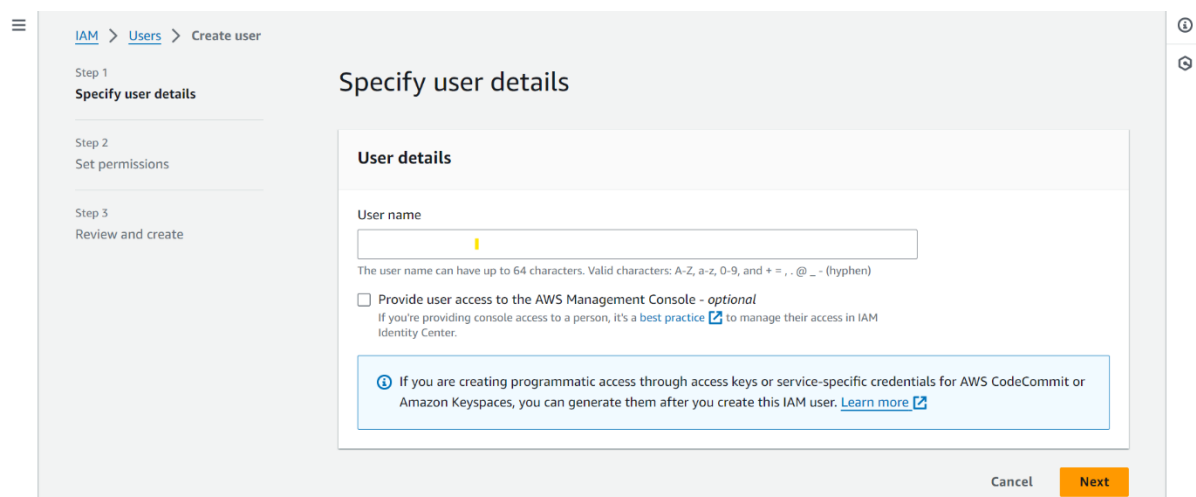 IAM > Users > Create user
Step 1
Specify user details
Step 2
Set permissions
Step 3
Review and create
Specify user details
User details
User name
The user name can have up to 64 characters. Valid characters: A-Z, a-z, 0-9, and + = , . @ _ - (hyphen)
Provide user access to the AWS Management Console - optional
If you're providing console access to a person, it's a best practice to manage their access in IAM
Identity Center.
If you are creating programmatic access through access keys or service-specific credentials for AWS CodeCommit or
Amazon Keyspaces, you can generate them after you create this IAM user. Learn more
Cancel
Next